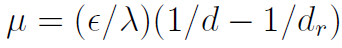 μ = (ϵ/λ)(1/d − 1/d_r)